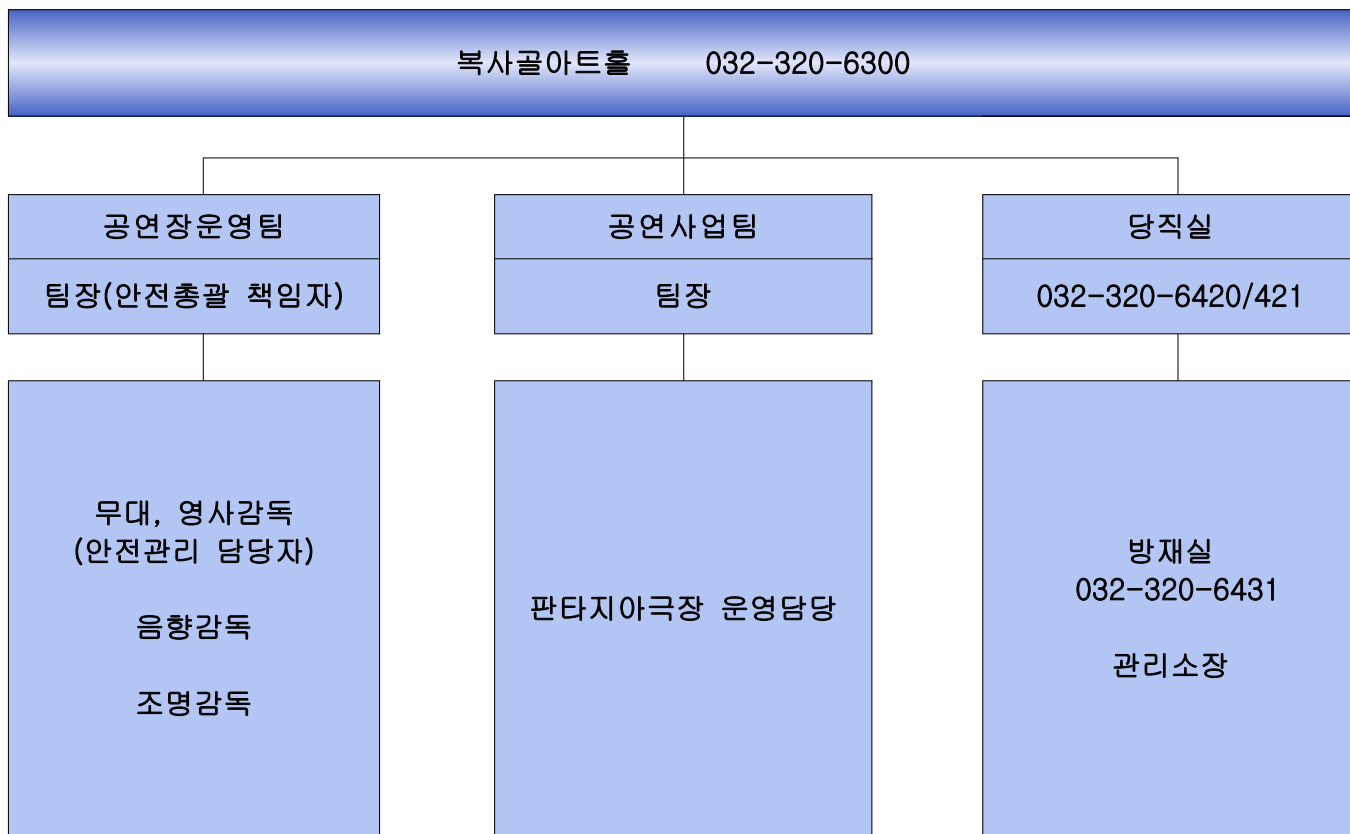 복사골아트홀 032-320-6300
공연장운영팀
팀장(안전총괄 책임자)
무대, 영사감독
(안전관리 담당자)
음향감독
조명감독
공연사업팀
팀장
판타지아극장 운영담당
당직실
032-320-6420/421
방재실
032-320-6431
관리소장